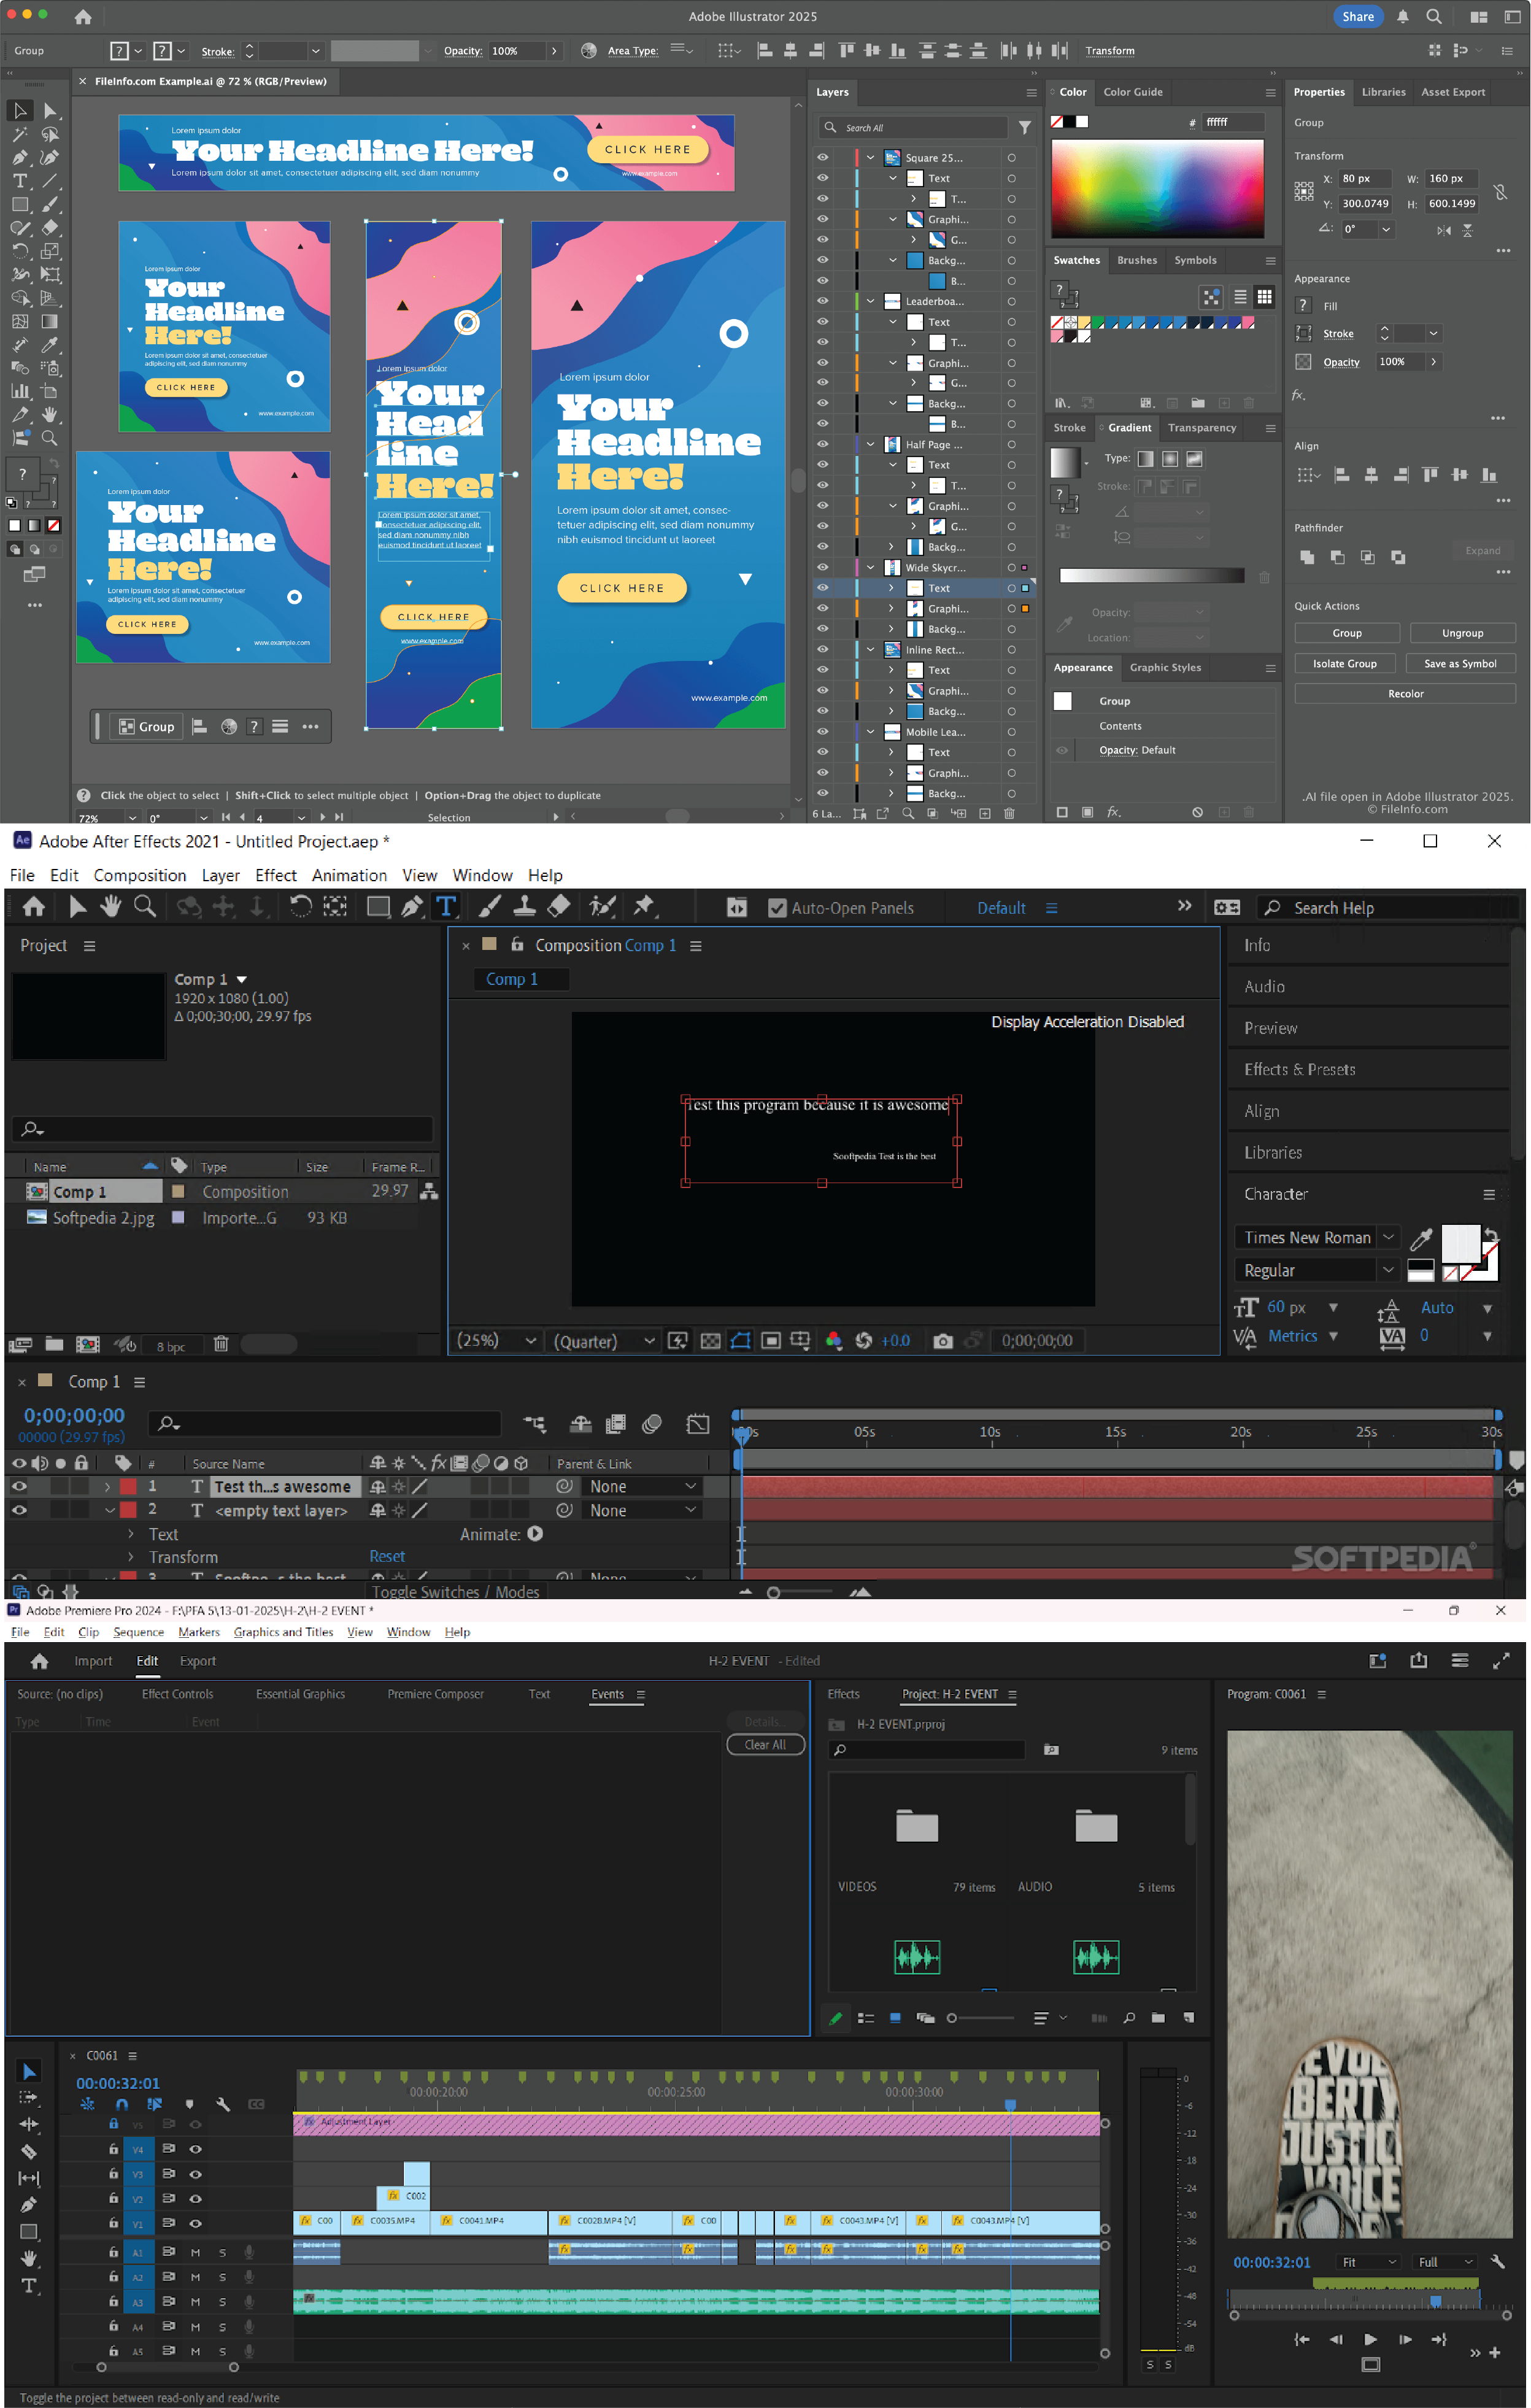 Adobe Illustrator 2025
Share
Group
Stroke:
Opacity: 100%
Area Type:
Transform
× FileInfo.com Example.ai @ 72 % (RGB/Preview)
Lorem ipsum dolor
Your Headline Here!
Lorem ipsum dolor sit amet, consectetuer adipiscing elit, sed diam nonummy
CLICK HERE
www.example.com
Lorem ipsum dolor
Your
Headline
Here!
Lorem ipsum dolor sit amet, consectetuer
adipiscing elit, sed diam nonummy
CLICK HERE
www.example.com
Lorem ipsum dolor
Your
Headline
Here!
Lorem ipsum dolor sit amet, consectetuer
adipiscing elit, sed diam nonummy
CLICK HERE
www.example.com
Lorem ipsum dolor
Your
Head
line
Here!
Lorem ipsum dolor sit amet,
consectetuer adipiscing elit,
sed diam nonummy nibh
euismod tincidunt ut laoreet
CLICK HERE
www.example.com
Lorem ipsum dolor
Your
Headline
Here!
Lorem ipsum dolor sit amet, consec-
tetuer adipiscing elit, sed diam nonummy
nibh euismod tincidunt ut laoreet
CLICK HERE
www.example.com
Group
Click the object to select | Shift+Click to select multiple object | Option+Drag the object to duplicate
72% 0° 4 Selection
Layers
Search All
Square 25...
Text
T...
Graphi...
G...
Backg...
B...
Leaderboa...
Text
T...
Graphi...
G...
Backg...
B...
Half Page ...
Text
T...
Graphi...
G...
Backg...
Wide Skycr...
Text
Graphi...
Backg...
Inline Rect...
Text
Graphi...
Backg...
Mobile Lea...
Text
Graphi...
Backg...
6 La...
Color Color Guide
# ffffff
Swatches Brushes Symbols
Stroke Gradient Transparency
Type:
Stroke:
Opacity:
Location:
Appearance Graphic Styles
Group
Contents
Opacity: Default
Properties Libraries Asset Export
Group
Transform
X: 80 px W: 160 px
Y: 300.0749 H: 600.1499
0°
Appearance
Fill
Stroke
Opacity 100%
fx.
Align
Pathfinder
Expand
Quick Actions
Group Ungroup
Isolate Group Save as Symbol
Recolor
.AI file open in Adobe Illustrator 2025.
© FileInfo.com
Ae Adobe After Effects 2021 - Untitled Project.aep *
File Edit Composition Layer Effect Animation View Window Help
Auto-Open Panels Default Search Help
Project
Comp 1
1920 x 1080 (1.00)
Δ 0;00;30;00, 29.97 fps
Name Type Size Frame R...
Comp 1 Composition 29.97
Softpedia 2.jpg Importe...G 93 KB
8 bpc
× Composition Comp 1
Comp 1
Display Acceleration Disabled
Test this program because it is awesome
Sooftpedia Test is the best
(25%) (Quarter) +0.0 0;00;00;00
Info
Audio
Preview
Effects & Presets
Align
Libraries
Character
Times New Roman
Regular
60 px Auto
Metrics 0
× Comp 1
0;00;00;00
00000 (29.97 fps)
# Source Name Parent & Link
05s 10s 15s 20s 25s 30s
1 T Test th...s awesome None
2 T <empty text layer> None
Text Animate:
Transform Reset
3 T Sooftpe...s the best None
Toggle Switches / Modes
SOFTPEDIA®
Pr Adobe Premiere Pro 2024 - F:\PFA 5\13-01-2025\H-2\H-2 EVENT *
File Edit Clip Sequence Markers Graphics and Titles View Window Help
Import Edit Export
H-2 EVENT - Edited
Source: (no clips) Effect Controls Essential Graphics Premiere Composer Text Events
Type Time Event
Details...
Clear All
Effects Project: H-2 EVENT
H-2 EVENT.prproj
9 items
VIDEOS 79 items AUDIO 5 items
Program: C0061
EVOL
IBERTY
JUSTIC
VOICE
00:00:32:01 Fit Full
× C0061
00:00:32:01
00:00:20:00 00:00:25:00 00:00:30:00
V5 fx Adjustment Layer
V4
V3
V2 fx C002
V1 fx C00 fx C0035.MP4 fx C0041.MP4 fx C0028.MP4 [V] fx C00 fx fx C0043.MP4 [V] fx fx C0043.MP4 [V]
A1 M S
A2 M S
A3 M S
A4 M S
A5 M S
0
-6
-12
-18
-24
-30
-36
-42
-48
-54
dB
S S
Toggle the project between read-only and read/write